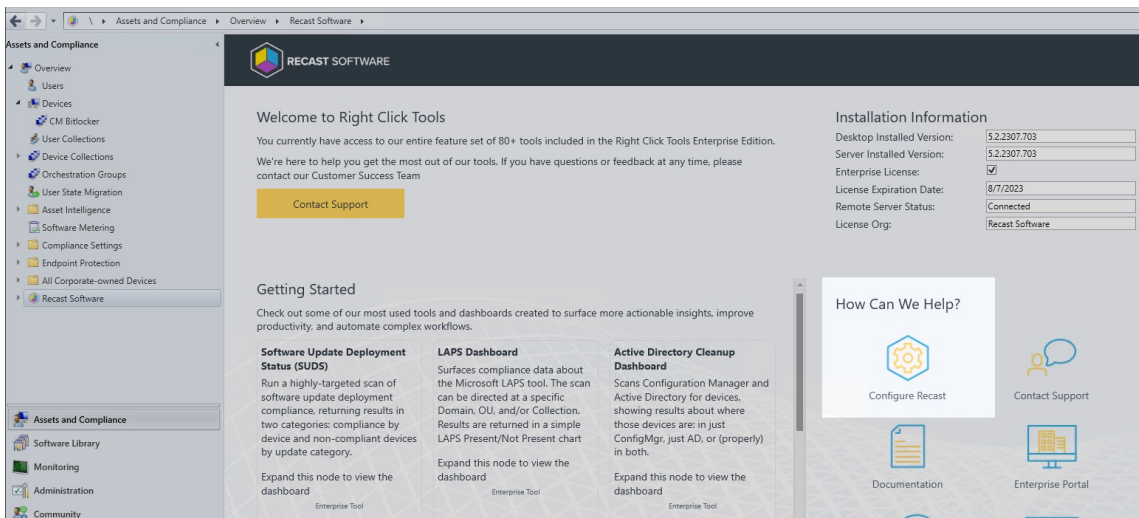 \ ▸ Assets and Compliance ▸ Overview ▸ Recast Software ▸
Assets and Compliance
Overview
Users
Devices
CM Bitlocker
User Collections
Device Collections
Orchestration Groups
User State Migration
Asset Intelligence
Software Metering
Compliance Settings
Endpoint Protection
All Corporate-owned Devices
Recast Software
Assets and Compliance
Software Library
Monitoring
Administration
Community
RECAST SOFTWARE
Welcome to Right Click Tools
You currently have access to our entire feature set of 80+ tools included in the Right Click Tools Enterprise Edition.
We're here to help you get the most out of our tools. If you have questions or feedback at any time, please
contact our Customer Success Team
Contact Support
Installation Information
Desktop Installed Version: 5.2.2307.703
Server Installed Version: 5.2.2307.703
Enterprise License:
License Expiration Date: 8/7/2023
Remote Server Status: Connected
License Org: Recast Software
Getting Started
Check out some of our most used tools and dashboards created to surface more actionable insights, improve
productivity, and automate complex workflows.
Software Update Deployment
Status (SUDS)
Run a highly-targeted scan of
software update deployment
compliance, returning results in
two categories: compliance by
device and non-compliant devices
by update category.
Expand this node to view the
dashboard
Enterprise Tool
LAPS Dashboard
Surfaces compliance data about
the Microsoft LAPS tool. The scan
can be directed at a specific
Domain, OU, and/or Collection.
Results are returned in a simple
LAPS Present/Not Present chart
Expand this node to view the
dashboard
Enterprise Tool
Active Directory Cleanup
Dashboard
Scans Configuration Manager and
Active Directory for devices,
showing results about where
those devices are: in just
ConfigMgr, just AD, or (properly)
in both.
Expand this node to view the
dashboard
Enterprise Tool
How Can We Help?
Configure Recast
Contact Support
Documentation
Enterprise Portal